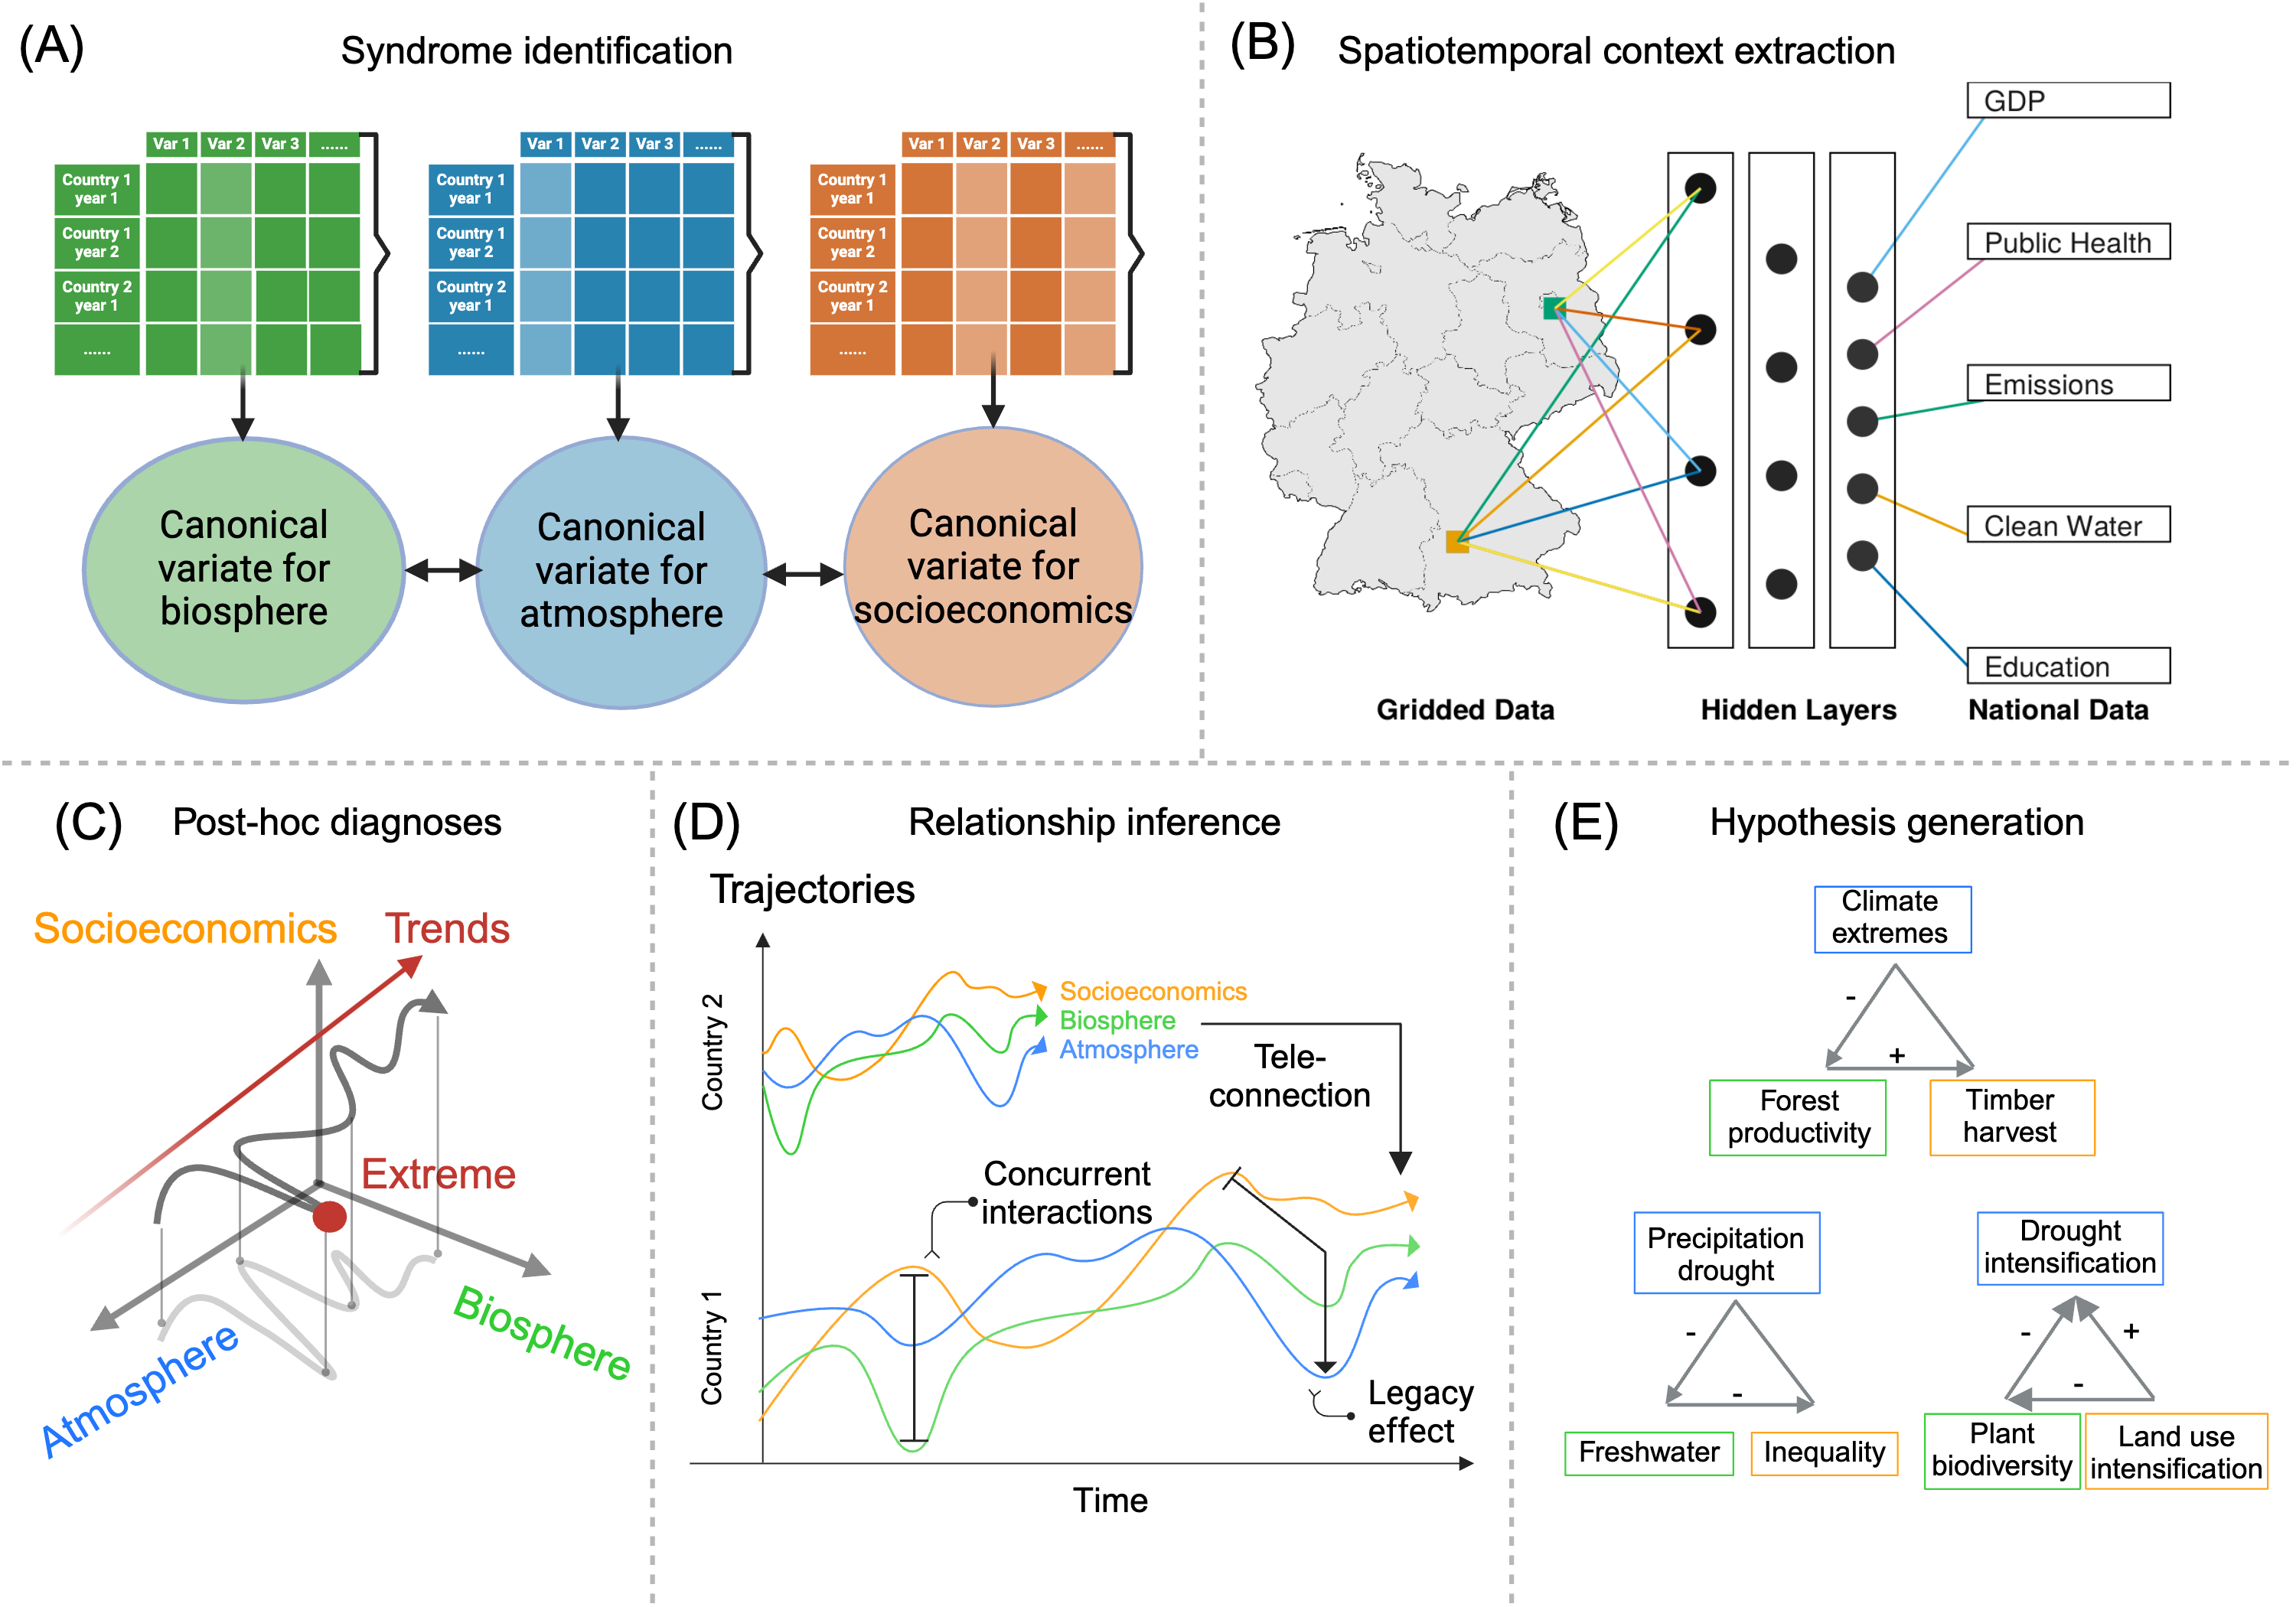 (A)
Syndrome identification
Var 1 Var 2 Var 3 ......
Country 1
year 1
Country 1
year 2
Country 2
year 1
......
Var 1 Var 2 Var 3 ......
Country 1
year 1
Country 1
year 2
Country 2
year 1
......
Var 1 Var 2 Var 3 ......
Country 1
year 1
Country 1
year 2
Country 2
year 1
......
Canonical
variate for
biosphere
Canonical
variate for
atmosphere
Canonical
variate for
socioeconomics
(B)
Spatiotemporal context extraction
GDP
Public Health
Emissions
Clean Water
Education
Gridded Data
Hidden Layers
National Data
(C)
Post-hoc diagnoses
Socioeconomics
Trends
Extreme
Biosphere
Atmosphere
(D)
Relationship inference
Trajectories
Country 2
Socioeconomics
Biosphere
Atmosphere
Tele-
connection
Concurrent
interactions
Country 1
Legacy
effect
Time
(E)
Hypothesis generation
Climate
extremes
-
+
Forest
productivity
Timber
harvest
Precipitation
drought
-
-
Freshwater
Inequality
Drought
intensification
-
+
-
Plant
biodiversity
Land use
intensification